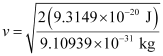 v = √(2(9.3149×10⁻²⁰ J) / 9.10939×10⁻³¹ kg)